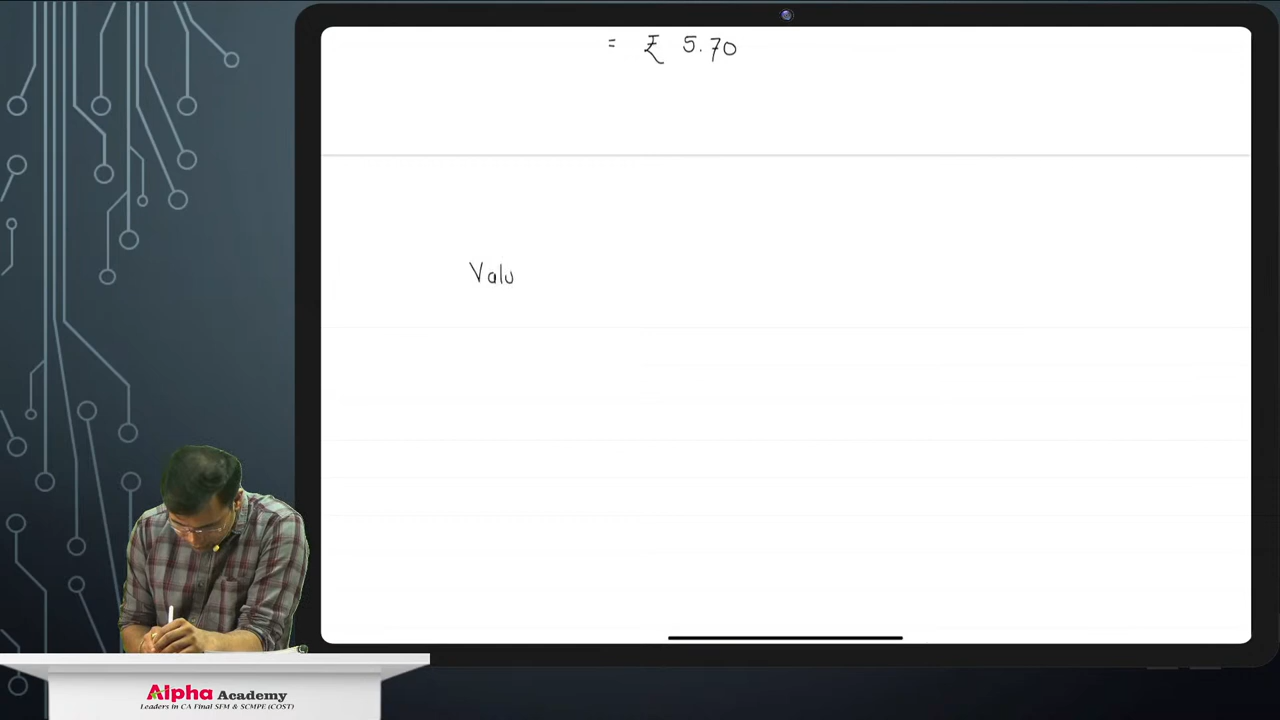 = ₹ 5.70
Valu
Alpha Academy
Leaders in CA Final SFM & SCMPE (COST)